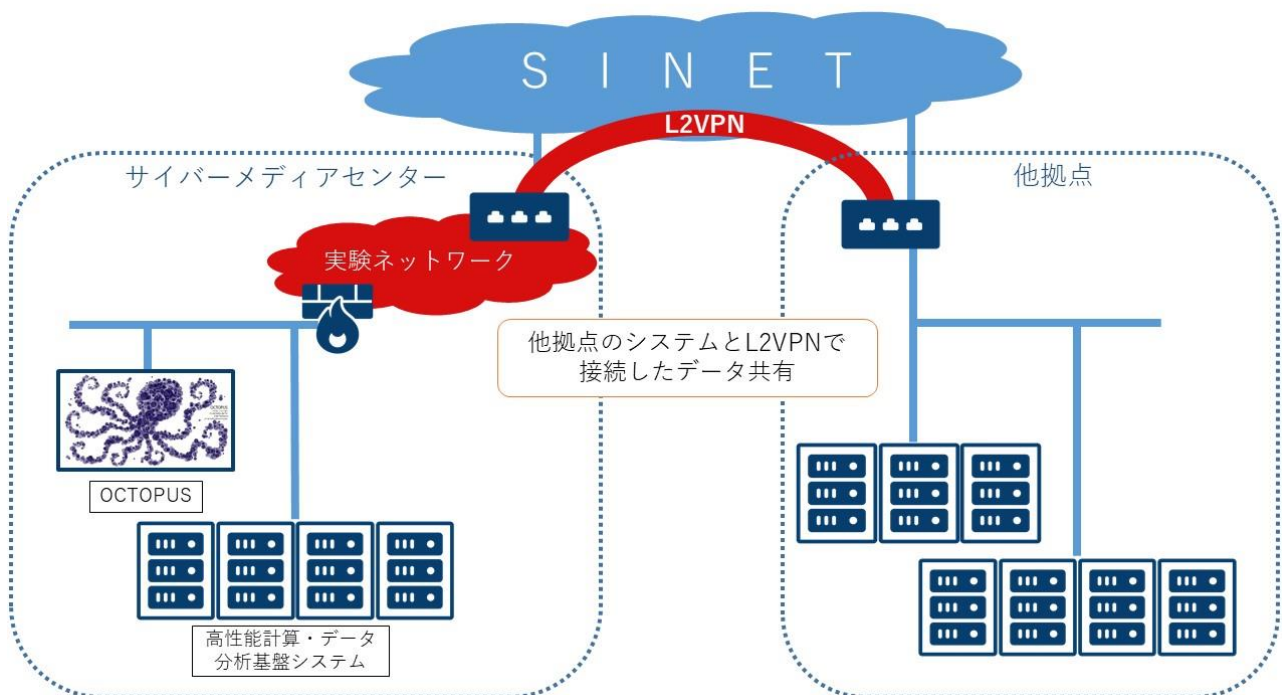 SINET
L2VPN
サイバーメディアセンター
他拠点
実験ネットワーク
他拠点のシステムとL2VPNで
接続したデータ共有
OCTOPUS
OCTOPUS
高性能計算・データ
分析基盤システム